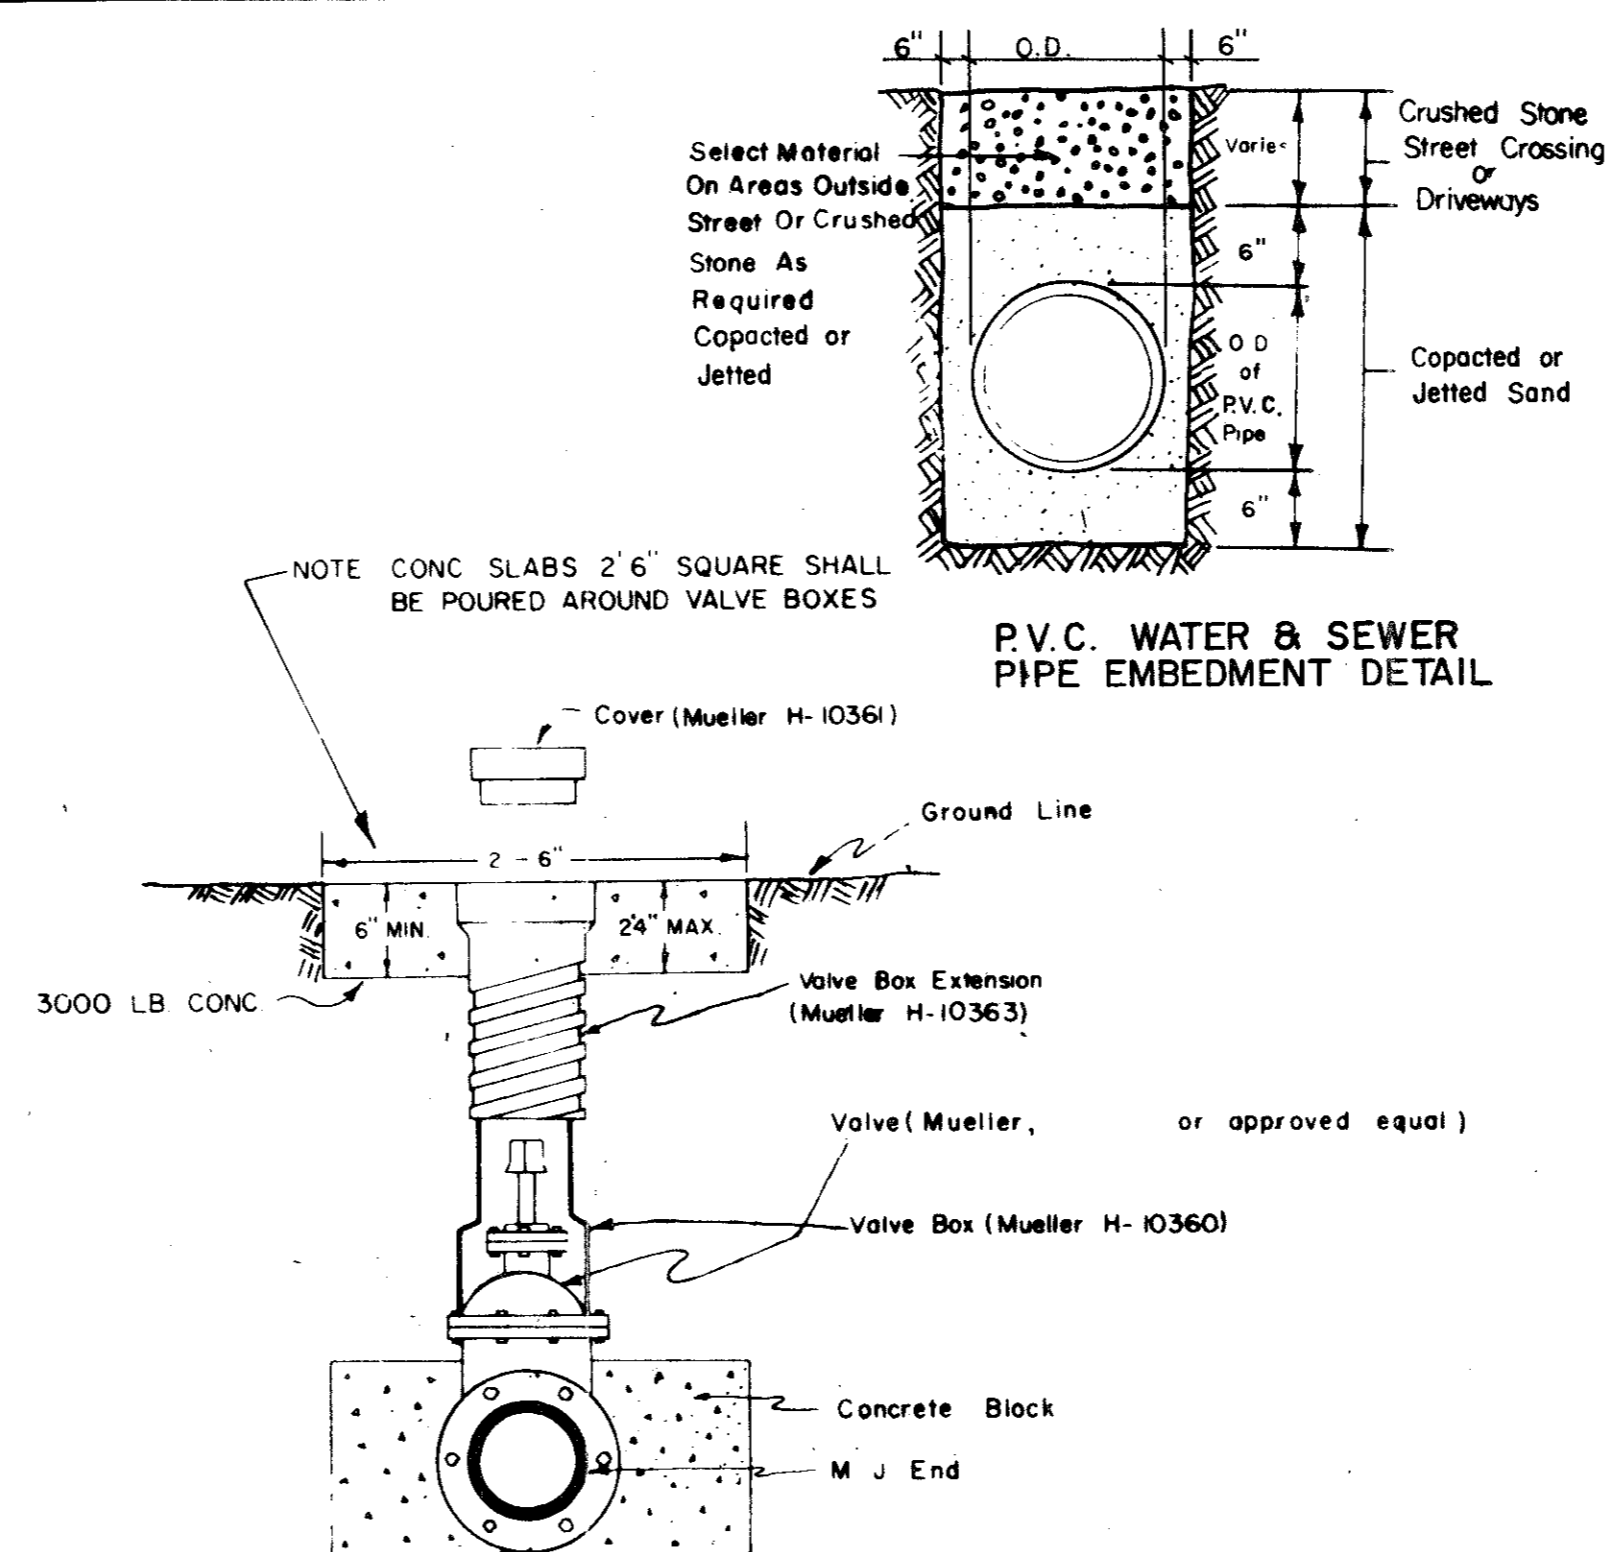 6" O.D. 6"
Select Material
On Areas Outside
Street Or Crushed
Stone As
Required
Copacted or
Jetted
Varies
6"
O D
of
P.V.C.
Pipe
6"
Crushed Stone
Street Crossing
or
Driveways
Copacted or
Jetted Sand
P.V.C. WATER & SEWER
PIPE EMBEDMENT DETAIL
NOTE CONC SLABS 2'6" SQUARE SHALL
BE POURED AROUND VALVE BOXES
Cover (Mueller H-10361)
Ground Line
2 - 6"
6" MIN.
2'4" MAX.
3000 LB. CONC.
Valve Box Extension
(Mueller H-10363)
Valve (Mueller, or approved equal)
Valve Box (Mueller H-10360)
Concrete Block
M J End